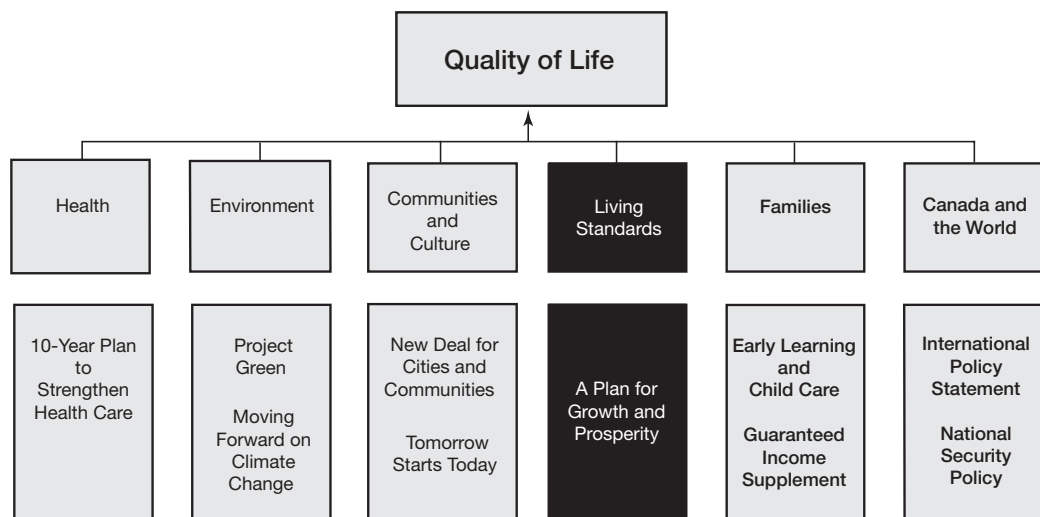 Quality of Life
Health
Environment
Communities
and
Culture
Living
Standards
Families
Canada and
the World
10-Year Plan
to
Strengthen
Health Care
Project
Green
Moving
Forward on
Climate
Change
New Deal for
Cities and
Communities
Tomorrow
Starts Today
A Plan for
Growth and
Prosperity
Early Learning
and
Child Care
Guaranteed
Income
Supplement
International
Policy
Statement
National
Security
Policy